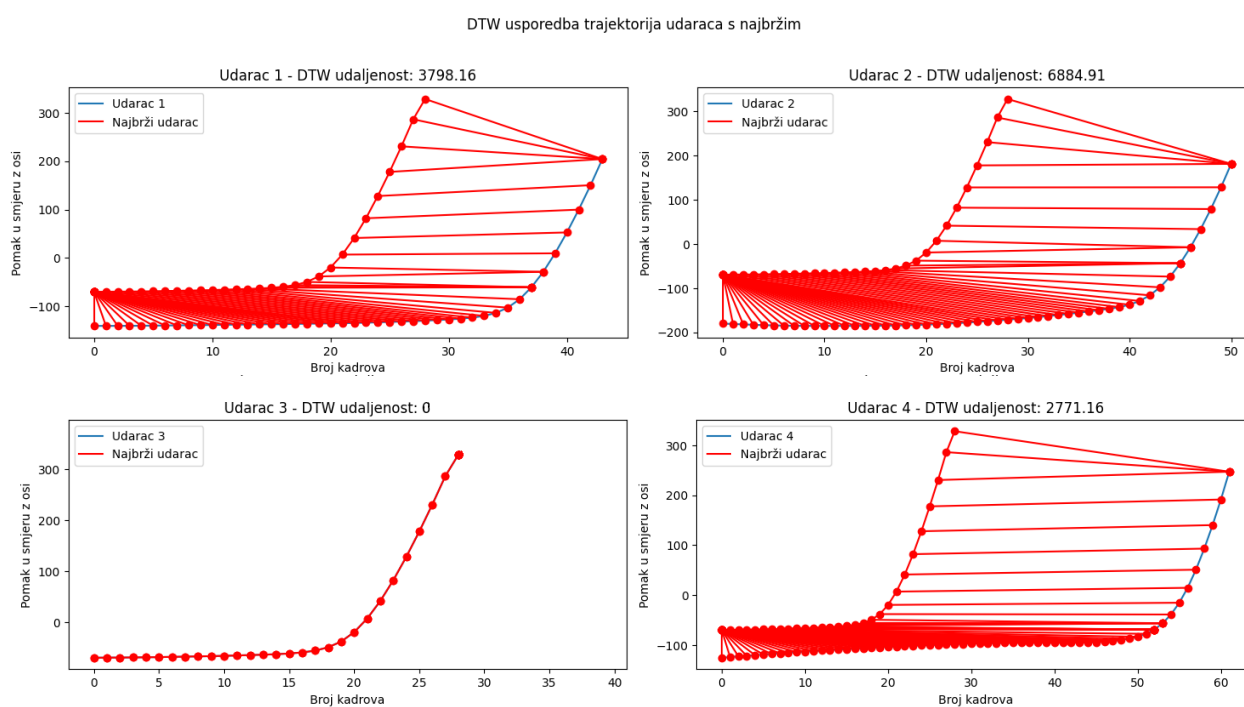 DTW usporedba trajektorija udaraca s najbržim
Udarac 1 - DTW udaljenost: 3798.16
Udarac 1
Najbrži udarac
Pomak u smjeru z osi
300
200
100
0
−100
0 10 20 30 40
Broj kadrova
Udarac 2 - DTW udaljenost: 6884.91
Udarac 2
Najbrži udarac
Pomak u smjeru z osi
300
200
100
0
−100
−200
0 10 20 30 40 50
Broj kadrova
Udarac 3 - DTW udaljenost: 0
Udarac 3
Najbrži udarac
Pomak u smjeru z osi
300
200
100
0
0 5 10 15 20 25 30 35 40
Broj kadrova
Udarac 4 - DTW udaljenost: 2771.16
Udarac 4
Najbrži udarac
Pomak u smjeru z osi
300
200
100
0
−100
0 10 20 30 40 50 60
Broj kadrova